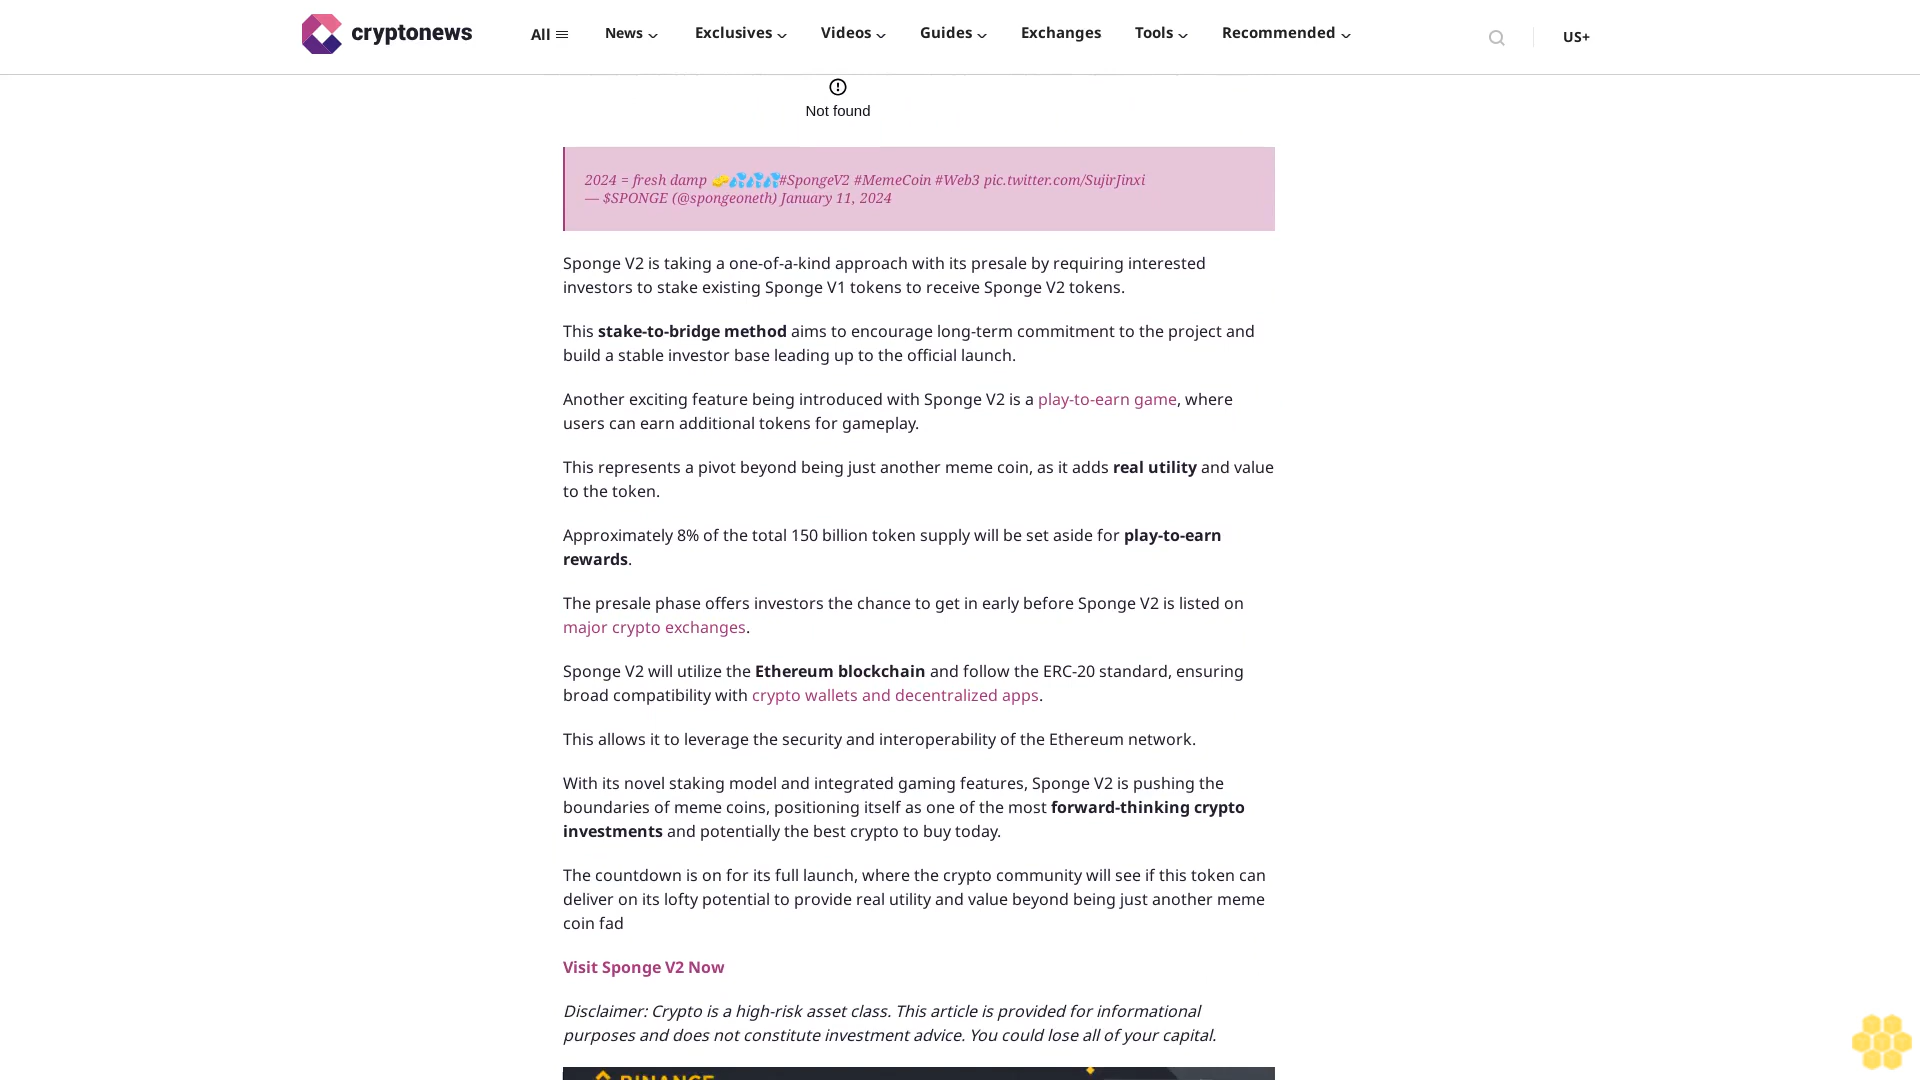 cryptonews
All
News
Exclusives
Videos
Guides
Exchanges
Tools
Recommended
US+
Not found
2024 = fresh damp 🧽💦💦💦#SpongeV2 #MemeCoin #Web3 pic.twitter.com/SujirJinxi
— $SPONGE (@spongeoneth) January 11, 2024
Sponge V2 is taking a one-of-a-kind approach with its presale by requiring interested
investors to stake existing Sponge V1 tokens to receive Sponge V2 tokens.
This stake-to-bridge method aims to encourage long-term commitment to the project and
build a stable investor base leading up to the official launch.
Another exciting feature being introduced with Sponge V2 is a play-to-earn game, where
users can earn additional tokens for gameplay.
This represents a pivot beyond being just another meme coin, as it adds real utility and value
to the token.
Approximately 8% of the total 150 billion token supply will be set aside for play-to-earn
rewards.
The presale phase offers investors the chance to get in early before Sponge V2 is listed on
major crypto exchanges.
Sponge V2 will utilize the Ethereum blockchain and follow the ERC-20 standard, ensuring
broad compatibility with crypto wallets and decentralized apps.
This allows it to leverage the security and interoperability of the Ethereum network.
With its novel staking model and integrated gaming features, Sponge V2 is pushing the
boundaries of meme coins, positioning itself as one of the most forward-thinking crypto
investments and potentially the best crypto to buy today.
The countdown is on for its full launch, where the crypto community will see if this token can
deliver on its lofty potential to provide real utility and value beyond being just another meme
coin fad
Visit Sponge V2 Now
Disclaimer: Crypto is a high-risk asset class. This article is provided for informational
purposes and does not constitute investment advice. You could lose all of your capital.
BINANCE